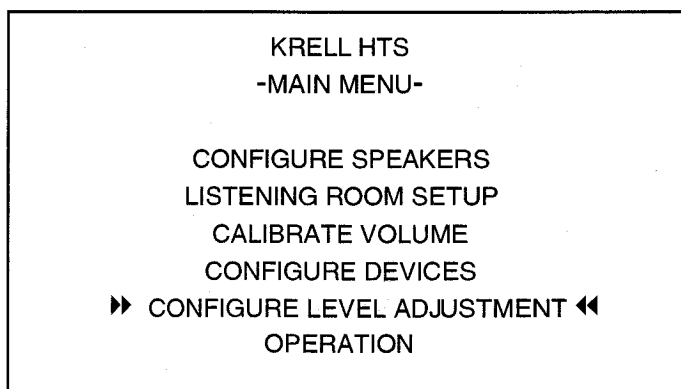 KRELL HTS
-MAIN MENU-
CONFIGURE SPEAKERS
LISTENING ROOM SETUP
CALIBRATE VOLUME
CONFIGURE DEVICES
CONFIGURE LEVEL ADJUSTMENT
OPERATION